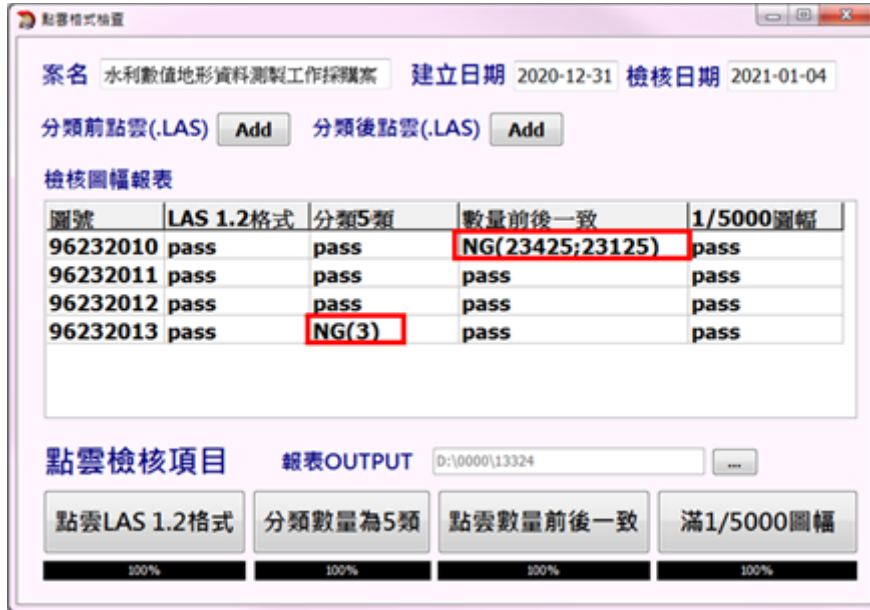 點雲格式檢查
案名 水利數值地形資料測製工作採購案 建立日期 2020-12-31 檢核日期 2021-01-04
分類前點雲(.LAS) Add 分類後點雲(.LAS) Add
檢核圖幅報表
圖號 LAS 1.2格式 分類5類 數量前後一致 1/5000圖幅
96232010 pass pass NG(23425;23125) pass
96232011 pass pass pass pass
96232012 pass pass pass pass
96232013 pass NG(3) pass pass
點雲檢核項目 報表OUTPUT D:\0000\13324 ...
點雲LAS 1.2格式 分類數量為5類 點雲數量前後一致 滿1/5000圖幅
100% 100% 100% 100%